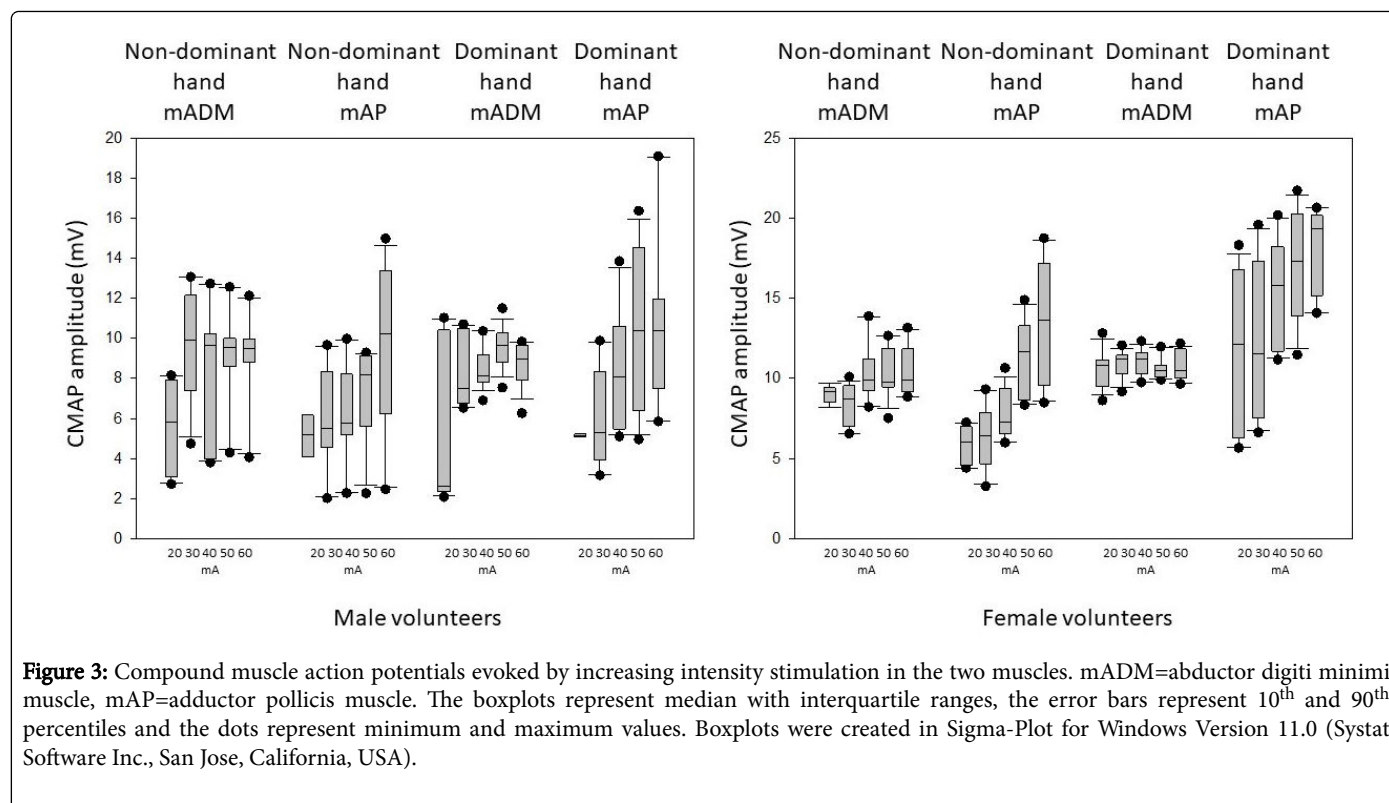 Non-dominant Non-dominant Dominant Dominant
hand hand hand hand
mADM mAP mADM mAP
CMAP amplitude (mV)
20
18
16
14
12
10
8
6
4
2
0
20 30 40 50 60 20 30 40 50 60 20 30 40 50 60 20 30 40 50 60
mA mA mA mA
Male volunteers
Non-dominant Non-dominant Dominant Dominant
hand hand hand hand
mADM mAP mADM mAP
CMAP amplitude (mV)
25
20
15
10
5
0
20 30 40 50 60 20 30 40 50 60 20 30 40 50 60 20 30 40 50 60
mA mA mA mA
Female volunteers
Figure 3: Compound muscle action potentials evoked by increasing intensity stimulation in the two muscles. mADM=abductor digiti minimi
muscle, mAP=adductor pollicis muscle. The boxplots represent median with interquartile ranges, the error bars represent 10th and 90th
percentiles and the dots represent minimum and maximum values. Boxplots were created in Sigma-Plot for Windows Version 11.0 (Systat
Software Inc., San Jose, California, USA).